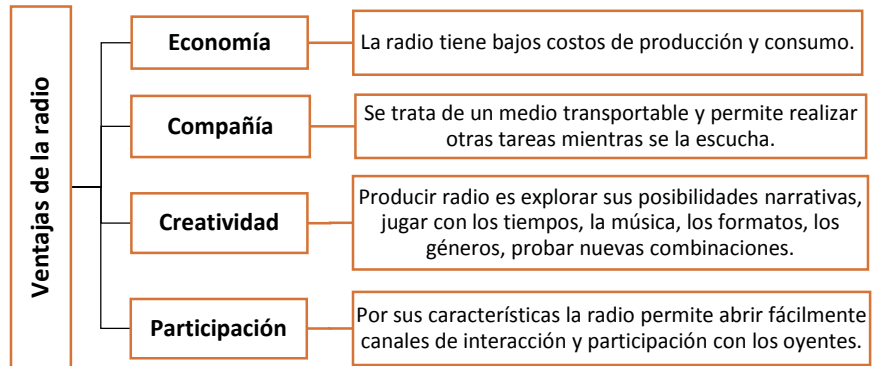 Ventajas de la radio
Economía
La radio tiene bajos costos de producción y consumo.
Compañía
Se trata de un medio transportable y permite realizar
otras tareas mientras se la escucha.
Creatividad
Producir radio es explorar sus posibilidades narrativas,
jugar con los tiempos, la música, los formatos, los
géneros, probar nuevas combinaciones.
Participación
Por sus características la radio permite abrir fácilmente
canales de interacción y participación con los oyentes.